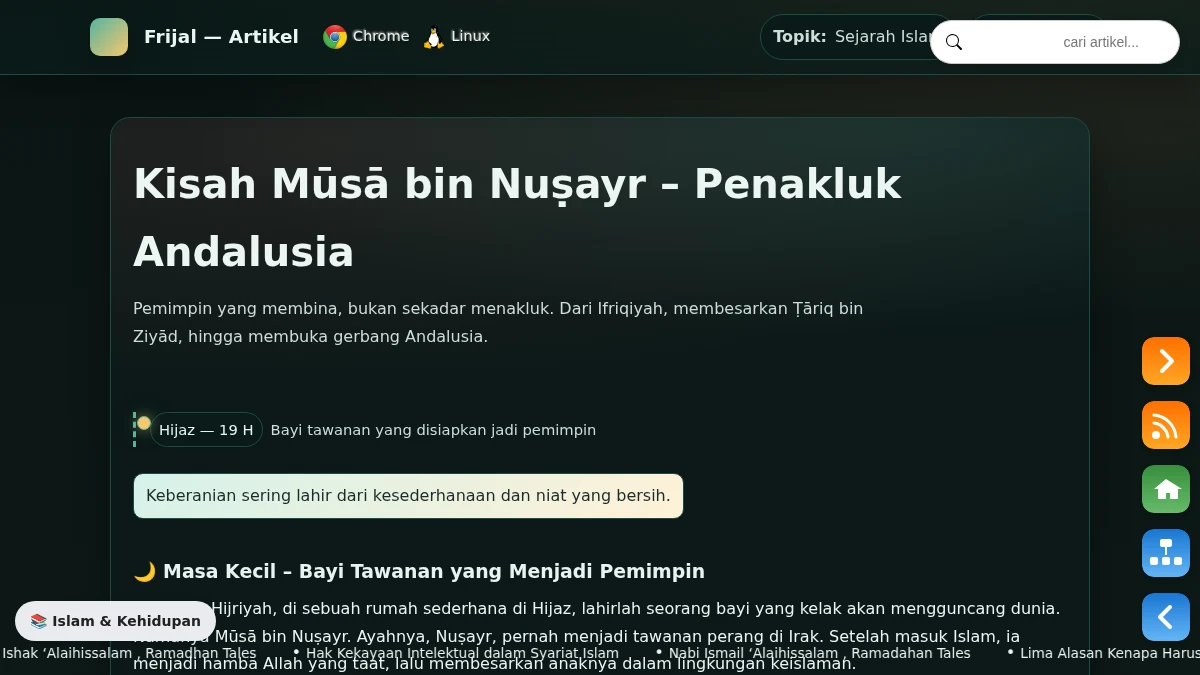 Frijal — Artikel
Chrome
Linux
Topik: Sejarah
cari artikel...
Kisah Mūsā bin Nuṣayr – Penakluk
Andalusia
Pemimpin yang membina, bukan sekadar menakluk. Dari Ifriqiyah, membesarkan Ṭāriq bin
Ziyād, hingga membuka gerbang Andalusia.
Hijaz — 19 H
Bayi tawanan yang disiapkan jadi pemimpin
Keberanian sering lahir dari kesederhanaan dan niat yang bersih.
🌙 Masa Kecil – Bayi Tawanan yang Menjadi Pemimpin
Hijriyah, di sebuah rumah sederhana di Hijaz, lahirlah seorang bayi yang kelak akan mengguncang dunia.
📚 Islam & Kehidupan
Mūsā bin Nuṣayr. Ayahnya, Nuṣayr, pernah menjadi tawanan perang di Irak. Setelah masuk Islam, ia
Ishak ‘Alaihissalam , Ramadhan Tales • Hak Kekayaan Intelektual dalam Syariat Islam • Nabi Ismail ‘Alaihissalam , Ramadahan Tales • Lima Alasan Kenapa Harus
menjadi hamba Allah yang taat, lalu membesarkan anaknya dalam lingkungan keislaman.